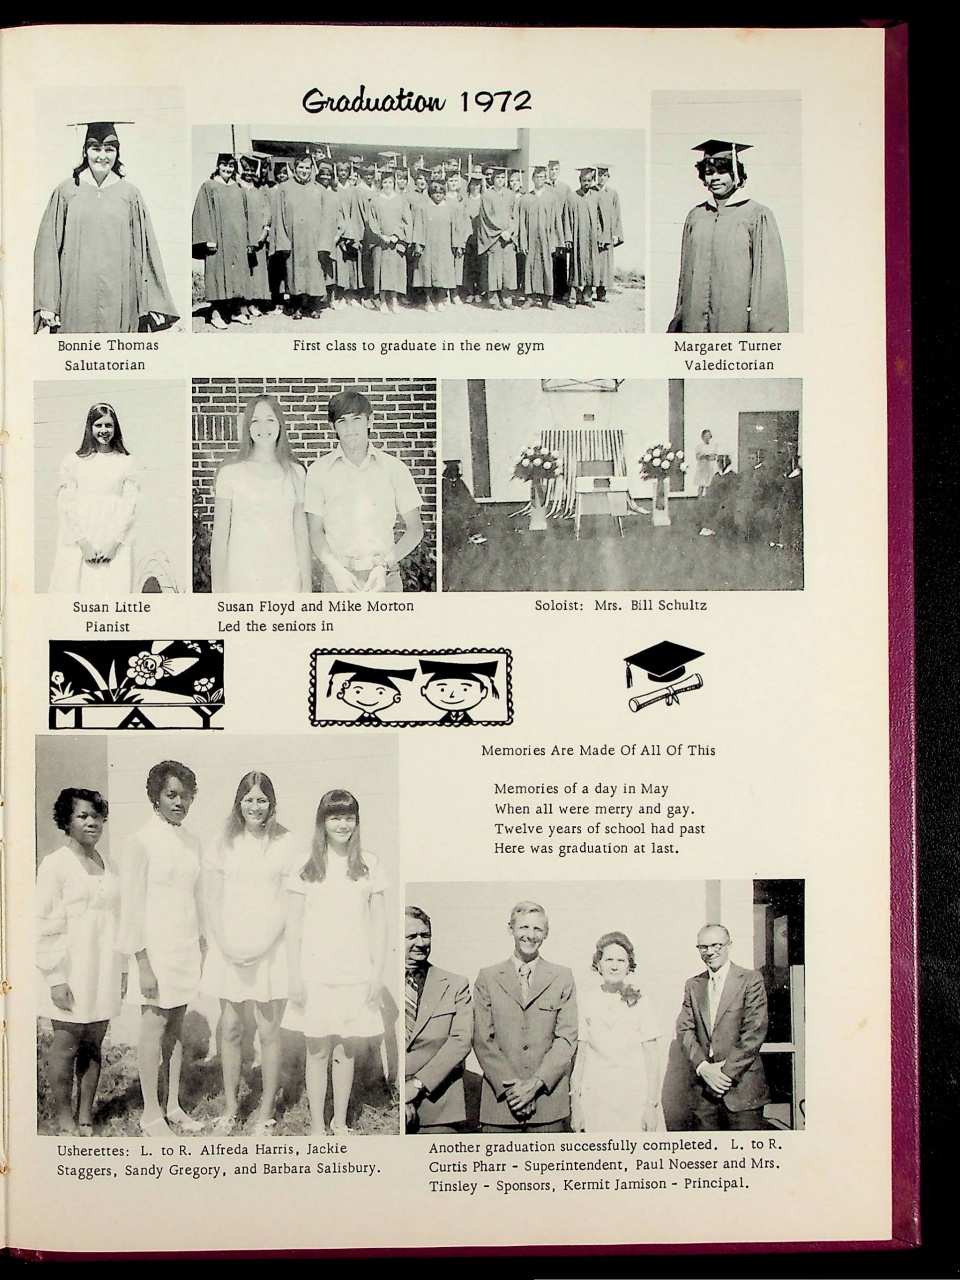 Graduation 1972
Bonnie Thomas
Salutatorian
First class to graduate in the new gym
Margaret Turner
Valedictorian
Susan Little
Pianist
Susan Floyd and Mike Morton
Led the seniors in
Soloist: Mrs. Bill Schultz
MAY
Memories Are Made Of All Of This
Memories of a day in May
When all were merry and gay.
Twelve years of school had past
Here was graduation at last.
Usherettes: L. to R. Alfreda Harris, Jackie
Staggers, Sandy Gregory, and Barbara Salisbury.
Another graduation successfully completed. L. to R.
Curtis Pharr - Superintendent, Paul Noesser and Mrs.
Tinsley - Sponsors, Kermit Jamison - Principal.